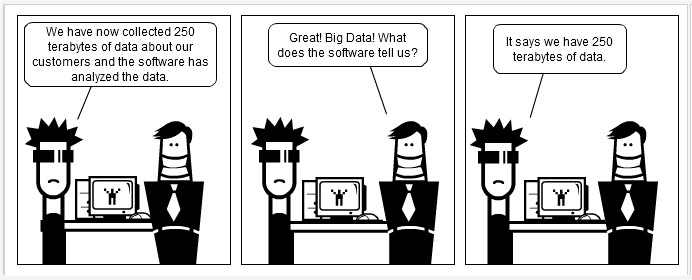 We have now collected 250
terabytes of data about our
customers and the software has
analyzed the data.
Great! Big Data! What
does the software tell us?
It says we have 250
terabytes of data.